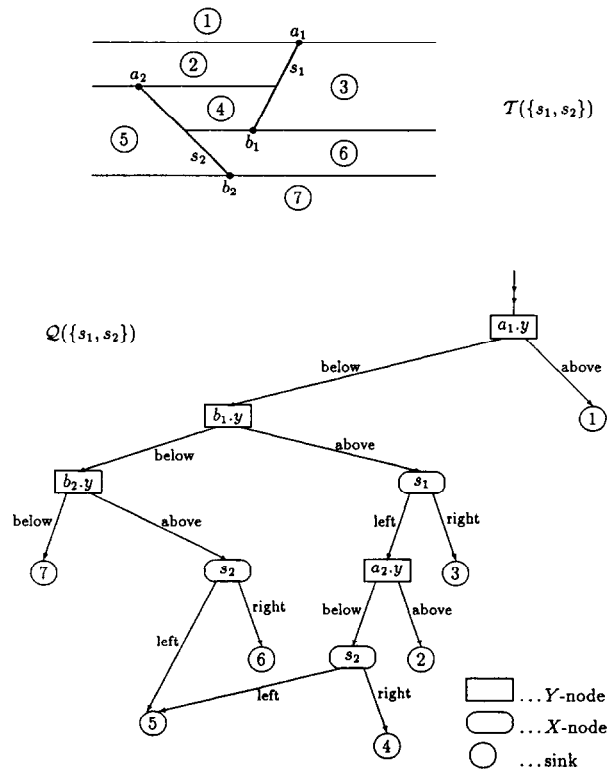 1
a₁
2
a₂
s₁
3
𝒯({s₁, s₂})
4
5
b₁
6
s₂
b₂
7
𝒬({s₁, s₂})
a₁.y
below
above
1
b₁.y
below
above
b₂.y
s₁
below
above
left
right
7
s₂
a₂.y
3
left
right
below
above
6
s₂
2
left
right
5
4
...Y-node
...X-node
...sink